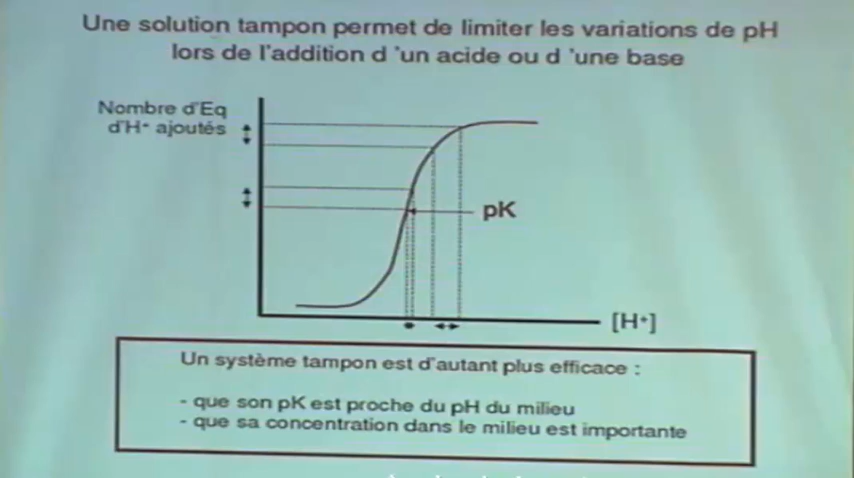 Une solution tampon permet de limiter les variations de pH
lors de l'addition d 'un acide ou d 'une base
Nombre d'Eq
d'H+ ajoutés
pK
[H+]
Un système tampon est d'autant plus efficace :
- que son pK est proche du pH du milieu
- que sa concentration dans le milieu est importante